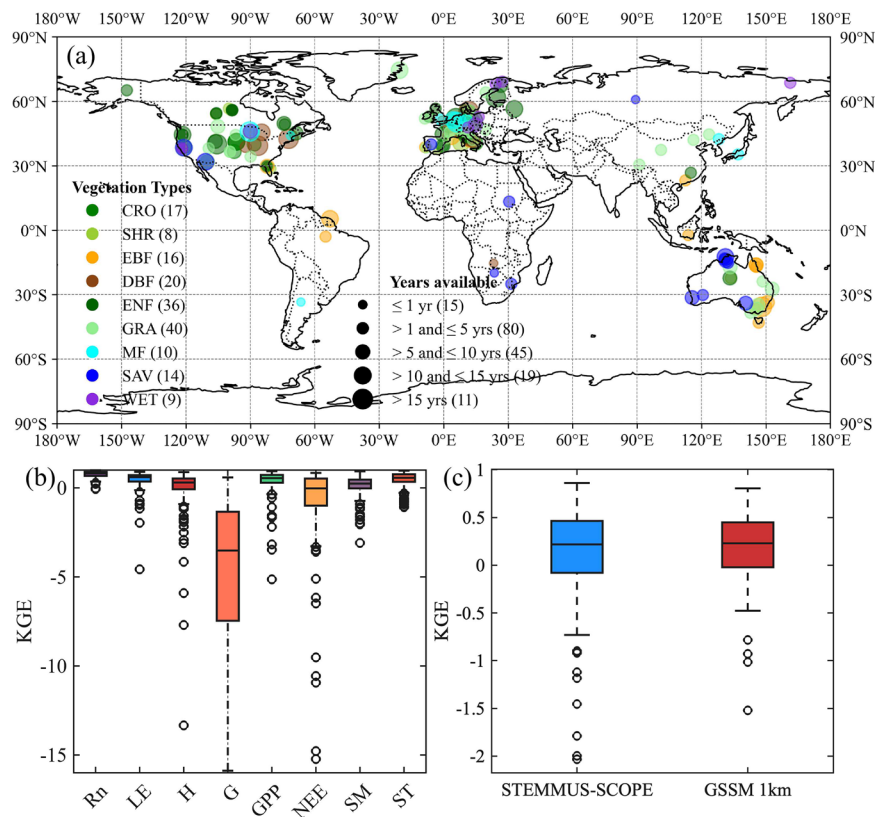 180°W 150°W 120°W 90°W 60°W 30°W 0°E 30°E 60°E 90°E 120°E 150°E 180°E
90°N 90°N
(a)
60°N 60°N
30°N 30°N
Vegetation Types
CRO (17)
SHR (8)
0°N 0°N
EBF (16)
DBF (20)
Years available
ENF (36)
≤ 1 yr (15)
30°S 30°S
GRA (40)
> 1 and ≤ 5 yrs (80)
MF (10)
> 5 and ≤ 10 yrs (45)
60°S 60°S
SAV (14)
> 10 and ≤ 15 yrs (19)
WET (9)
> 15 yrs (11)
90°S 90°S
180°W 150°W 120°W 90°W 60°W 30°W 0°E 30°E 60°E 90°E 120°E 150°E 180°E
(b)
KGE
0
-5
-10
-15
Rn LE H G GPP NEE SM ST
(c)
KGE
1
0.5
0
-0.5
-1
-1.5
-2
STEMMUS-SCOPE GSSM 1km